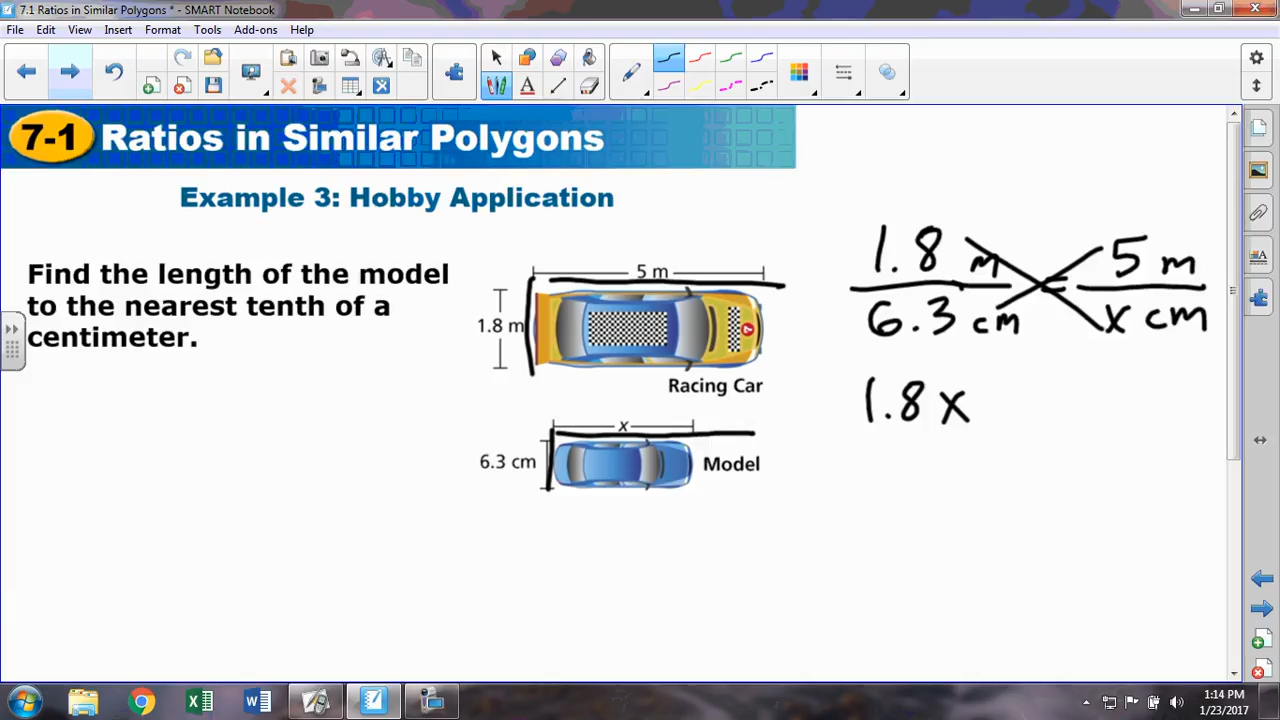 7.1 Ratios in Similar Polygons * - SMART Notebook
File Edit View Insert Format Tools Add-ons Help
7-1 Ratios in Similar Polygons
Example 3: Hobby Application
Find the length of the model
to the nearest tenth of a
centimeter.
5 m
1.8 m
7
Racing Car
x
6.3 cm
Model
1.8 m = 5 m
6.3 cm x cm
1.8 x
1:14 PM
1/23/2017